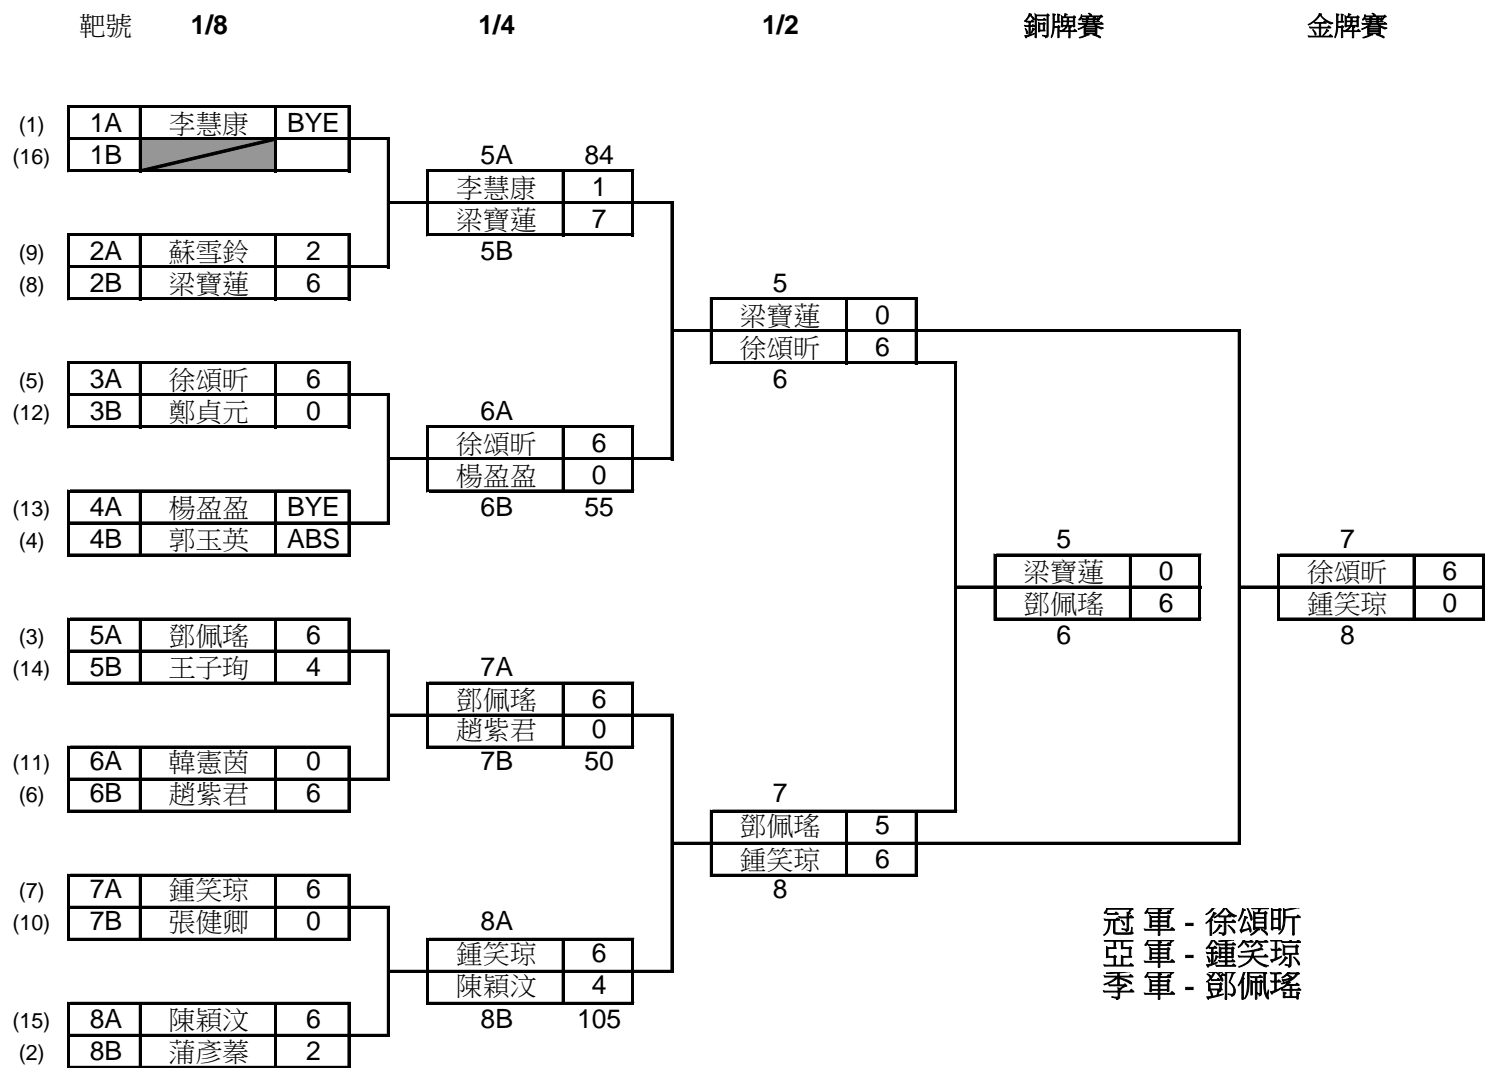 靶號 1/8 1/4 1/2 銅牌賽 金牌賽
(1) 1A 李慧康 BYE
(16) 1B
5A 84
李慧康 1
梁寶蓮 7
5B
(9) 2A 蘇雪鈴 2
(8) 2B 梁寶蓮 6
5
梁寶蓮 0
徐頌昕 6
6
(5) 3A 徐頌昕 6
(12) 3B 鄭貞元 0
6A
徐頌昕 6
楊盈盈 0
6B 55
(13) 4A 楊盈盈 BYE
(4) 4B 郭玉英 ABS
5
梁寶蓮 0
鄧佩瑤 6
6
7
徐頌昕 6
鍾笑琼 0
8
(3) 5A 鄧佩瑤 6
(14) 5B 王子珣 4
7A
鄧佩瑤 6
趙紫君 0
7B 50
(11) 6A 韓憲茵 0
(6) 6B 趙紫君 6
7
鄧佩瑤 5
鍾笑琼 6
8
(7) 7A 鍾笑琼 6
(10) 7B 張健卿 0
8A
鍾笑琼 6
陳穎汶 4
8B 105
(15) 8A 陳穎汶 6
(2) 8B 蒲彥蓁 2
冠 軍 - 徐頌昕
亞 軍 - 鍾笑琼
季 軍 - 鄧佩瑤